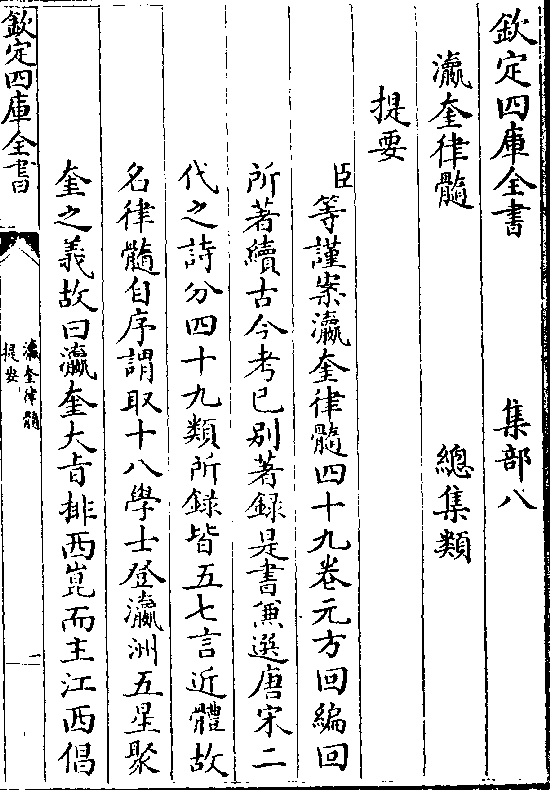 欽定四庫全書　集部八
瀛奎律髓　總集類
提要
臣等謹案瀛奎律髓四十九卷元方回編回
所著續古今考已別著錄是書兼選唐宋二
代之詩分四十九類所録皆五七言近體故
名律髓自序謂取十八學士登瀛洲五星聚
奎之義故曰瀛奎大旨排西崑而主江西倡
欽定四庫全書
瀛奎律髓
提要
一